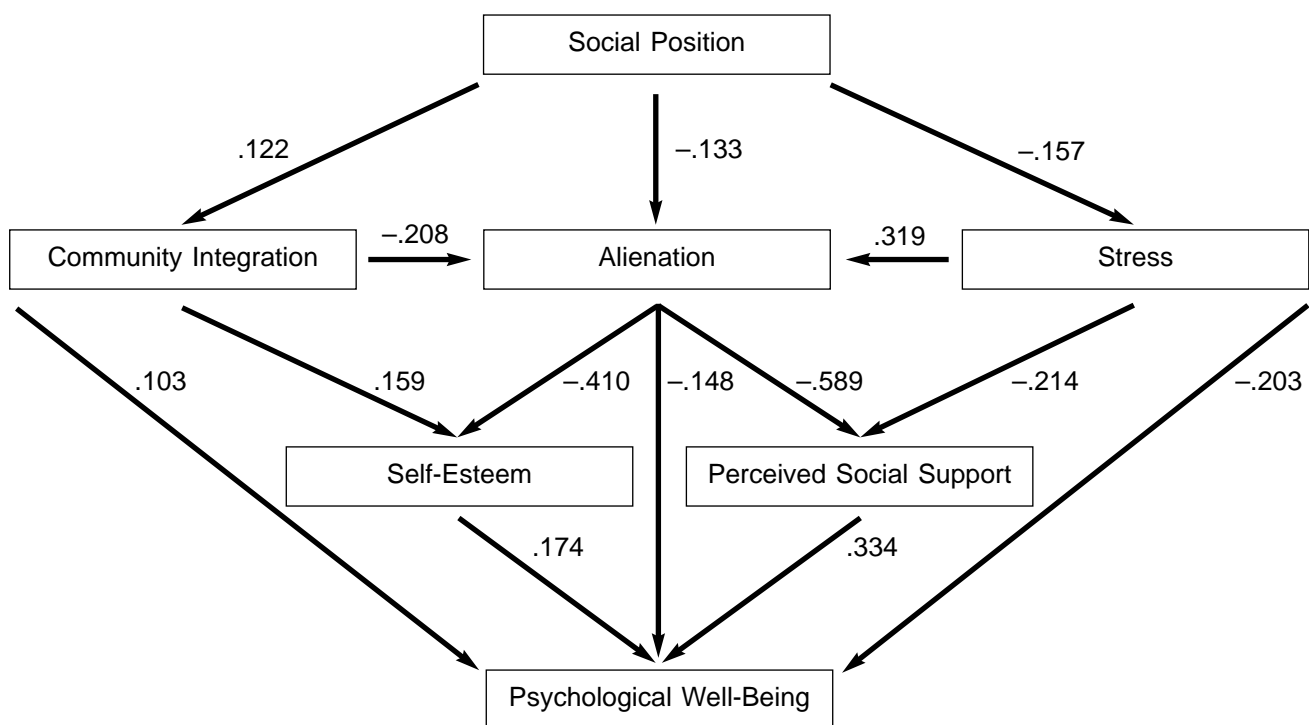 Social Position
.122
–.133
–.157
Community Integration
–.208
Alienation
.319
Stress
.103
.159
–.410
–.148
–.589
–.214
–.203
Self-Esteem
Perceived Social Support
.174
.334
Psychological Well-Being